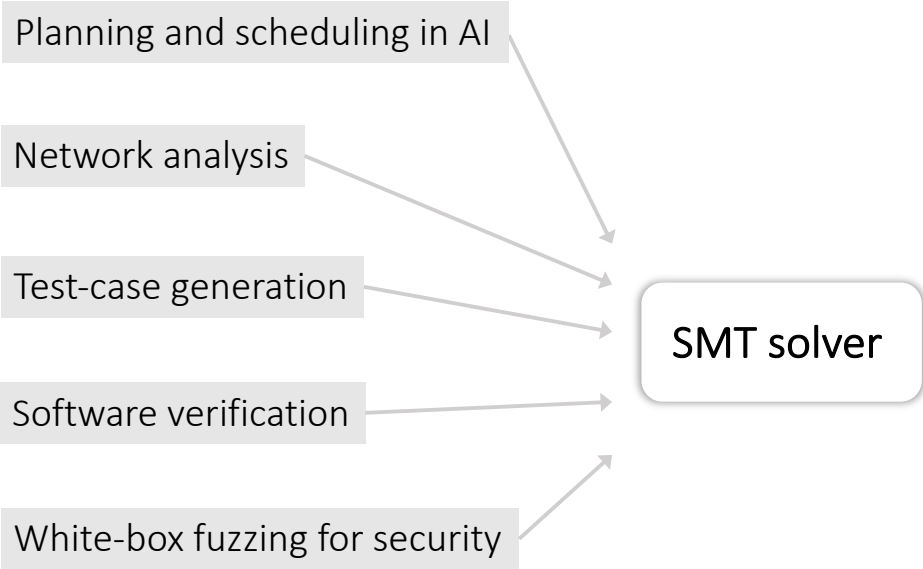 Planning and scheduling in AI
Network analysis
Test-case generation
SMT solver
Software verification
White-box fuzzing for security